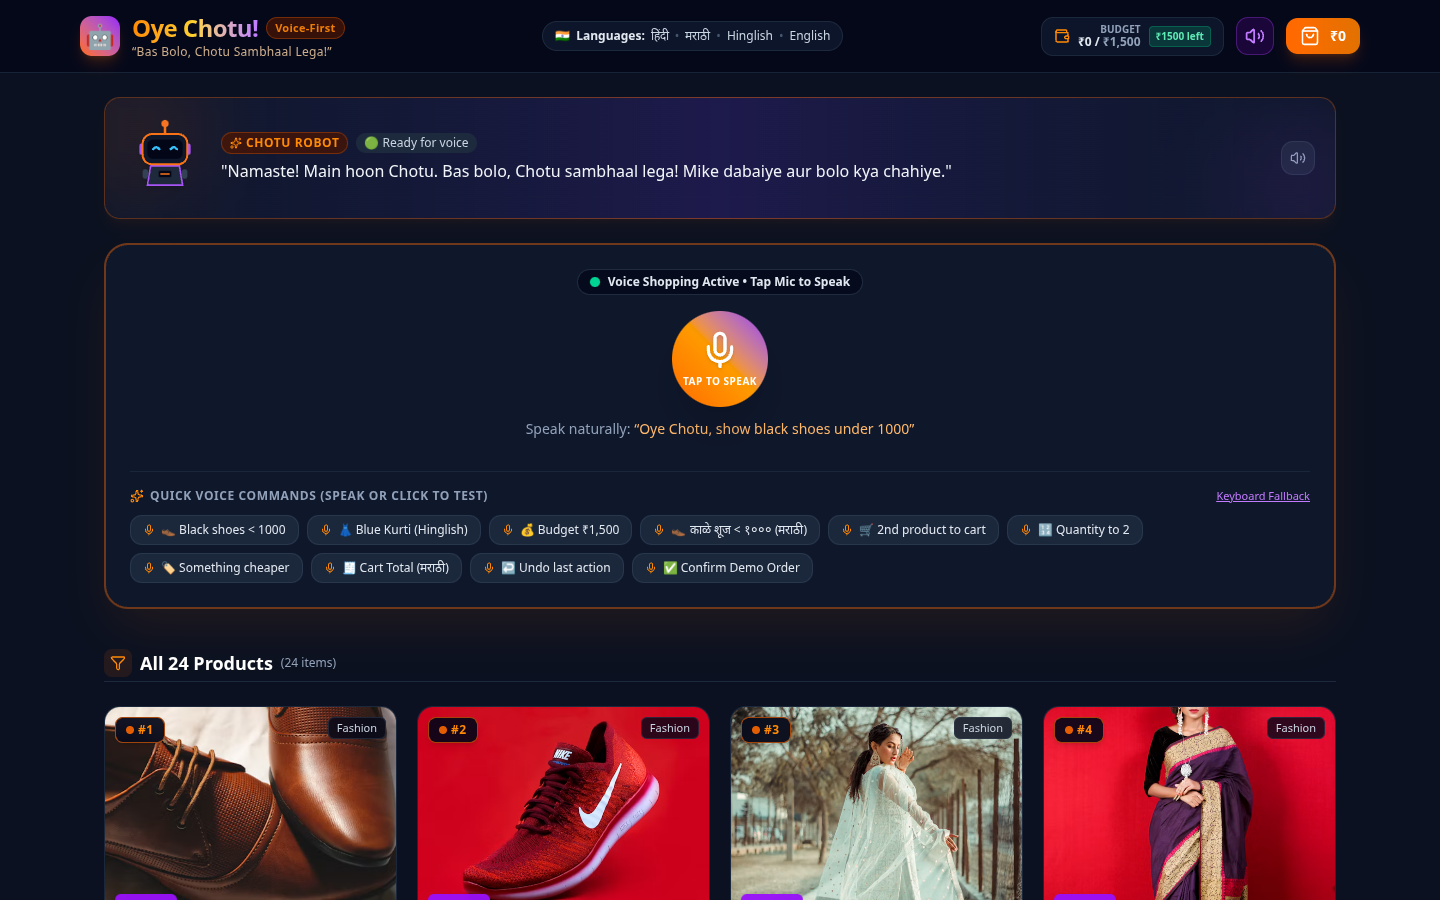 Oye Chotu!
Voice-First
“Bas Bolo, Chotu Sambhaal Lega!”
Languages: हिंदी • मराठी • Hinglish • English
BUDGET
₹0 / ₹1,500
₹1500 left
₹0
CHOTU ROBOT
Ready for voice
"Namaste! Main hoon Chotu. Bas bolo, Chotu sambhaal lega! Mike dabaiye aur bolo kya chahiye."
Voice Shopping Active • Tap Mic to Speak
TAP TO SPEAK
Speak naturally: “Oye Chotu, show black shoes under 1000”
QUICK VOICE COMMANDS (SPEAK OR CLICK TO TEST)
Keyboard Fallback
Black shoes < 1000
Blue Kurti (Hinglish)
Budget ₹1,500
काळे शूज < १००० (मराठी)
2nd product to cart
Quantity to 2
Something cheaper
Cart Total (मराठी)
Undo last action
Confirm Demo Order
All 24 Products (24 items)
#1
Fashion
#2
Fashion
NIKE
#3
Fashion
#4
Fashion